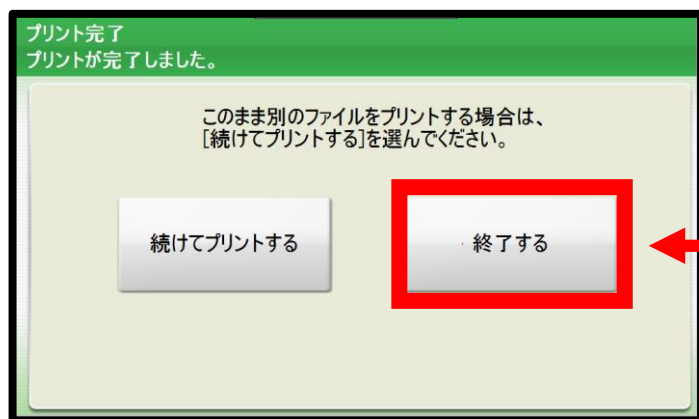 プリント完了
プリントが完了しました。
このまま別のファイルをプリントする場合は、
[続けてプリントする]を選んでください。
続けてプリントする
終了する